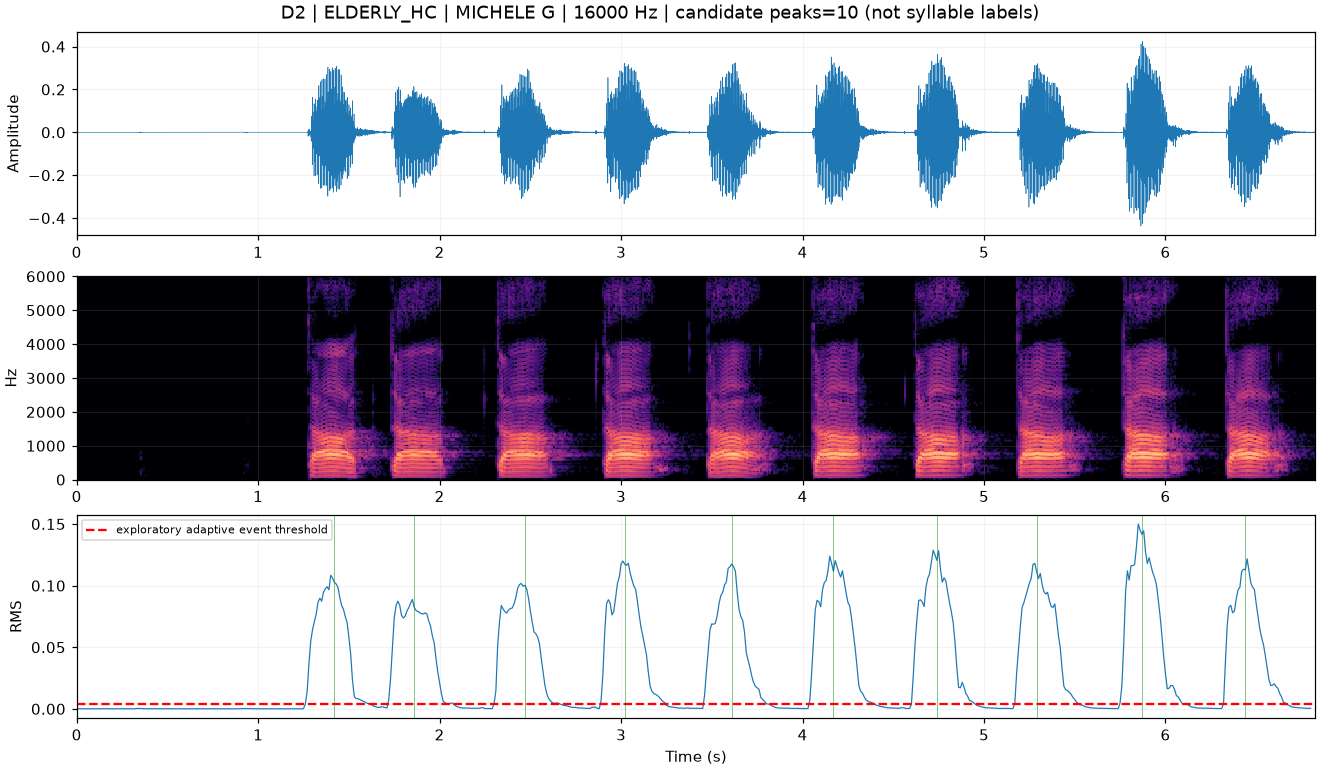 D2 | ELDERLY_HC | MICHELE G | 16000 Hz | candidate peaks=10 (not syllable labels)
0.4
0.2
0.0
−0.2
−0.4
Amplitude
0 1 2 3 4 5 6
6000
5000
4000
3000
2000
1000
0
Hz
0 1 2 3 4 5 6
exploratory adaptive event threshold
0.15
0.10
0.05
0.00
RMS
0 1 2 3 4 5 6
Time (s)